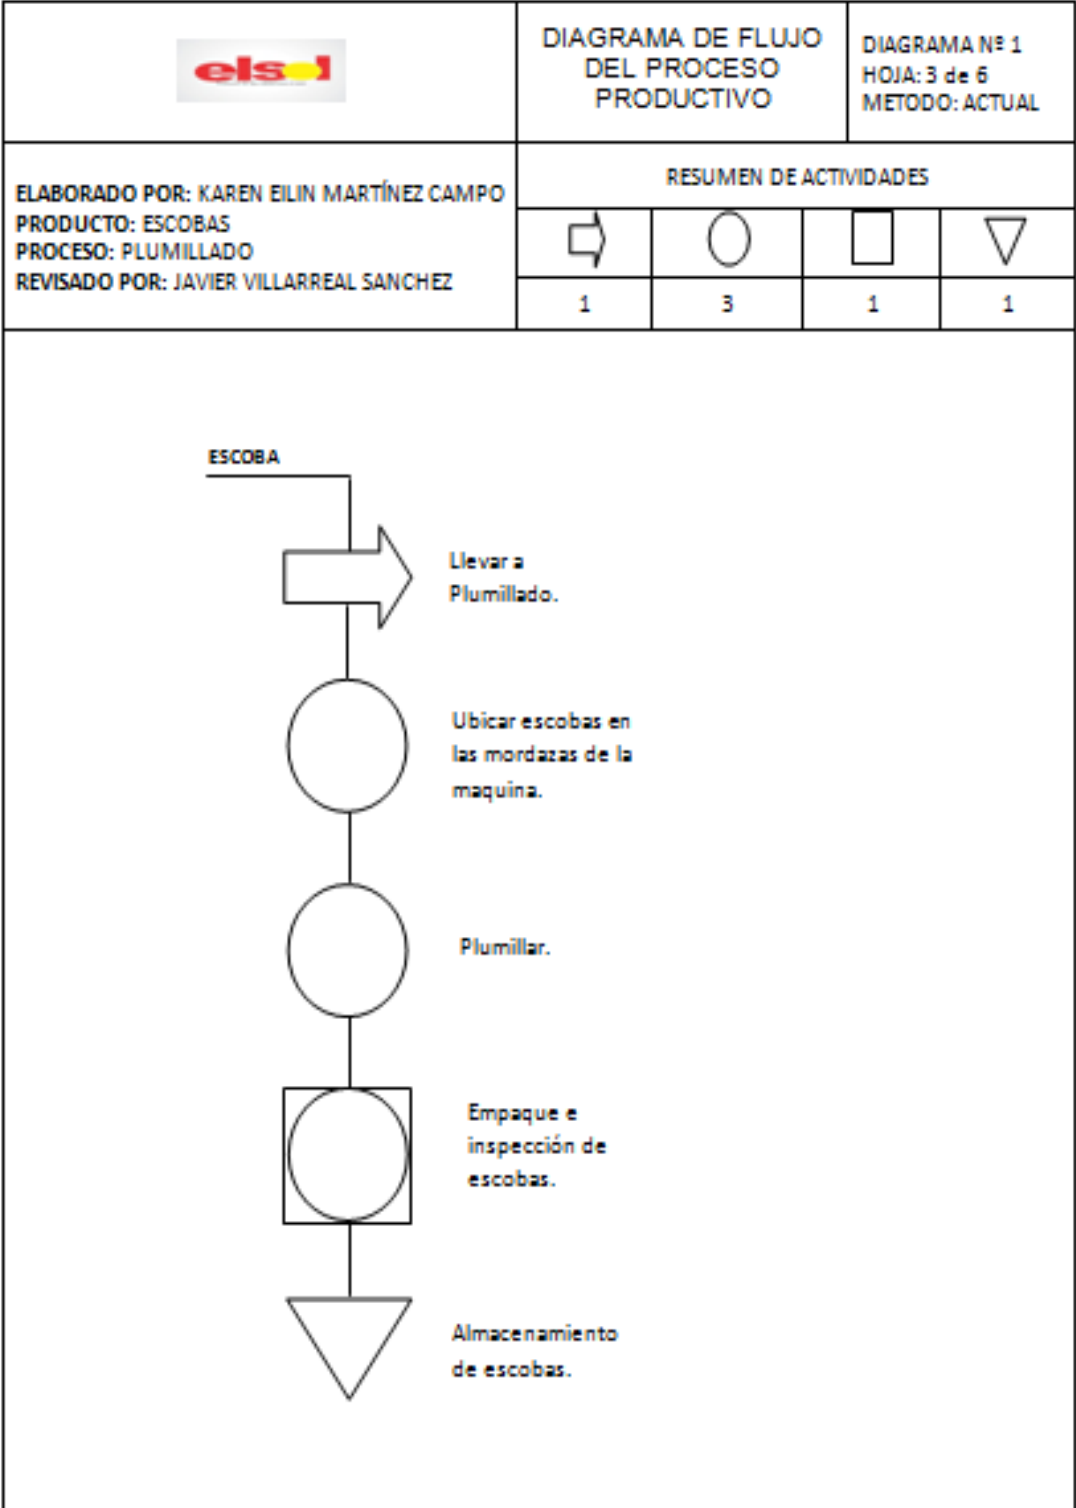 elsol
DIAGRAMA DE FLUJO
DEL PROCESO
PRODUCTIVO
DIAGRAMA Nº 1
HOJA: 3 de 6
METODO: ACTUAL
ELABORADO POR: KAREN EILIN MARTÍNEZ CAMPO
PRODUCTO: ESCOBAS
PROCESO: PLUMILLADO
REVISADO POR: JAVIER VILLARREAL SANCHEZ
RESUMEN DE ACTIVIDADES
1
3
1
1
ESCOBA
Llevar a
Plumillado.
Ubicar escobas en
las mordazas de la
maquina.
Plumillar.
Empaque e
inspección de
escobas.
Almacenamiento
de escobas.